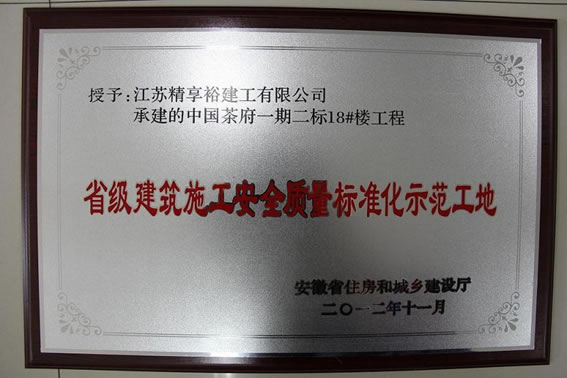 授予:江苏精享裕建工有限公司
承建的中国茶府一期二标18#楼工程
省级建筑施工安全质量标准化示范工地
安徽省住房和城乡建设厅
二〇一二年十一月